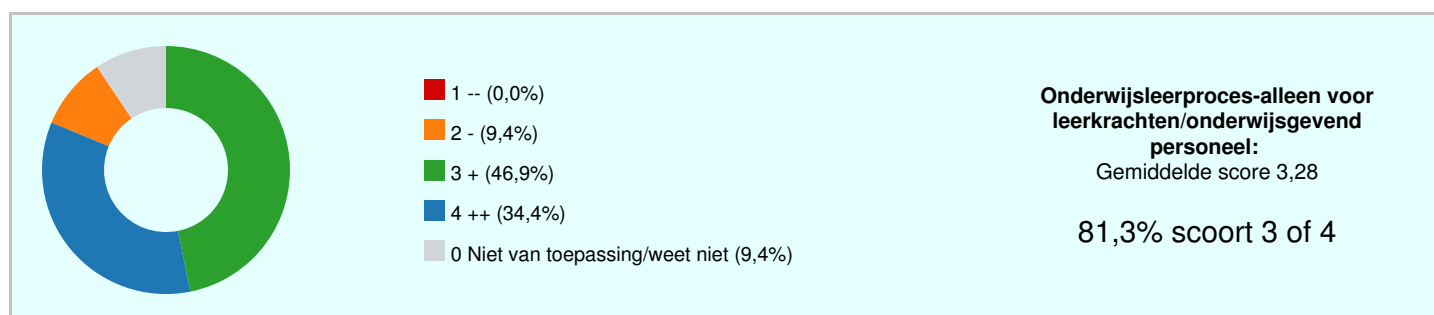 1 -- (0,0%)
2 - (9,4%)
3 + (46,9%)
4 ++ (34,4%)
0 Niet van toepassing/weet niet (9,4%)
Onderwijsleerproces-alleen voor
leerkrachten/onderwijsgevend
personeel:
Gemiddelde score 3,28
81,3% scoort 3 of 4